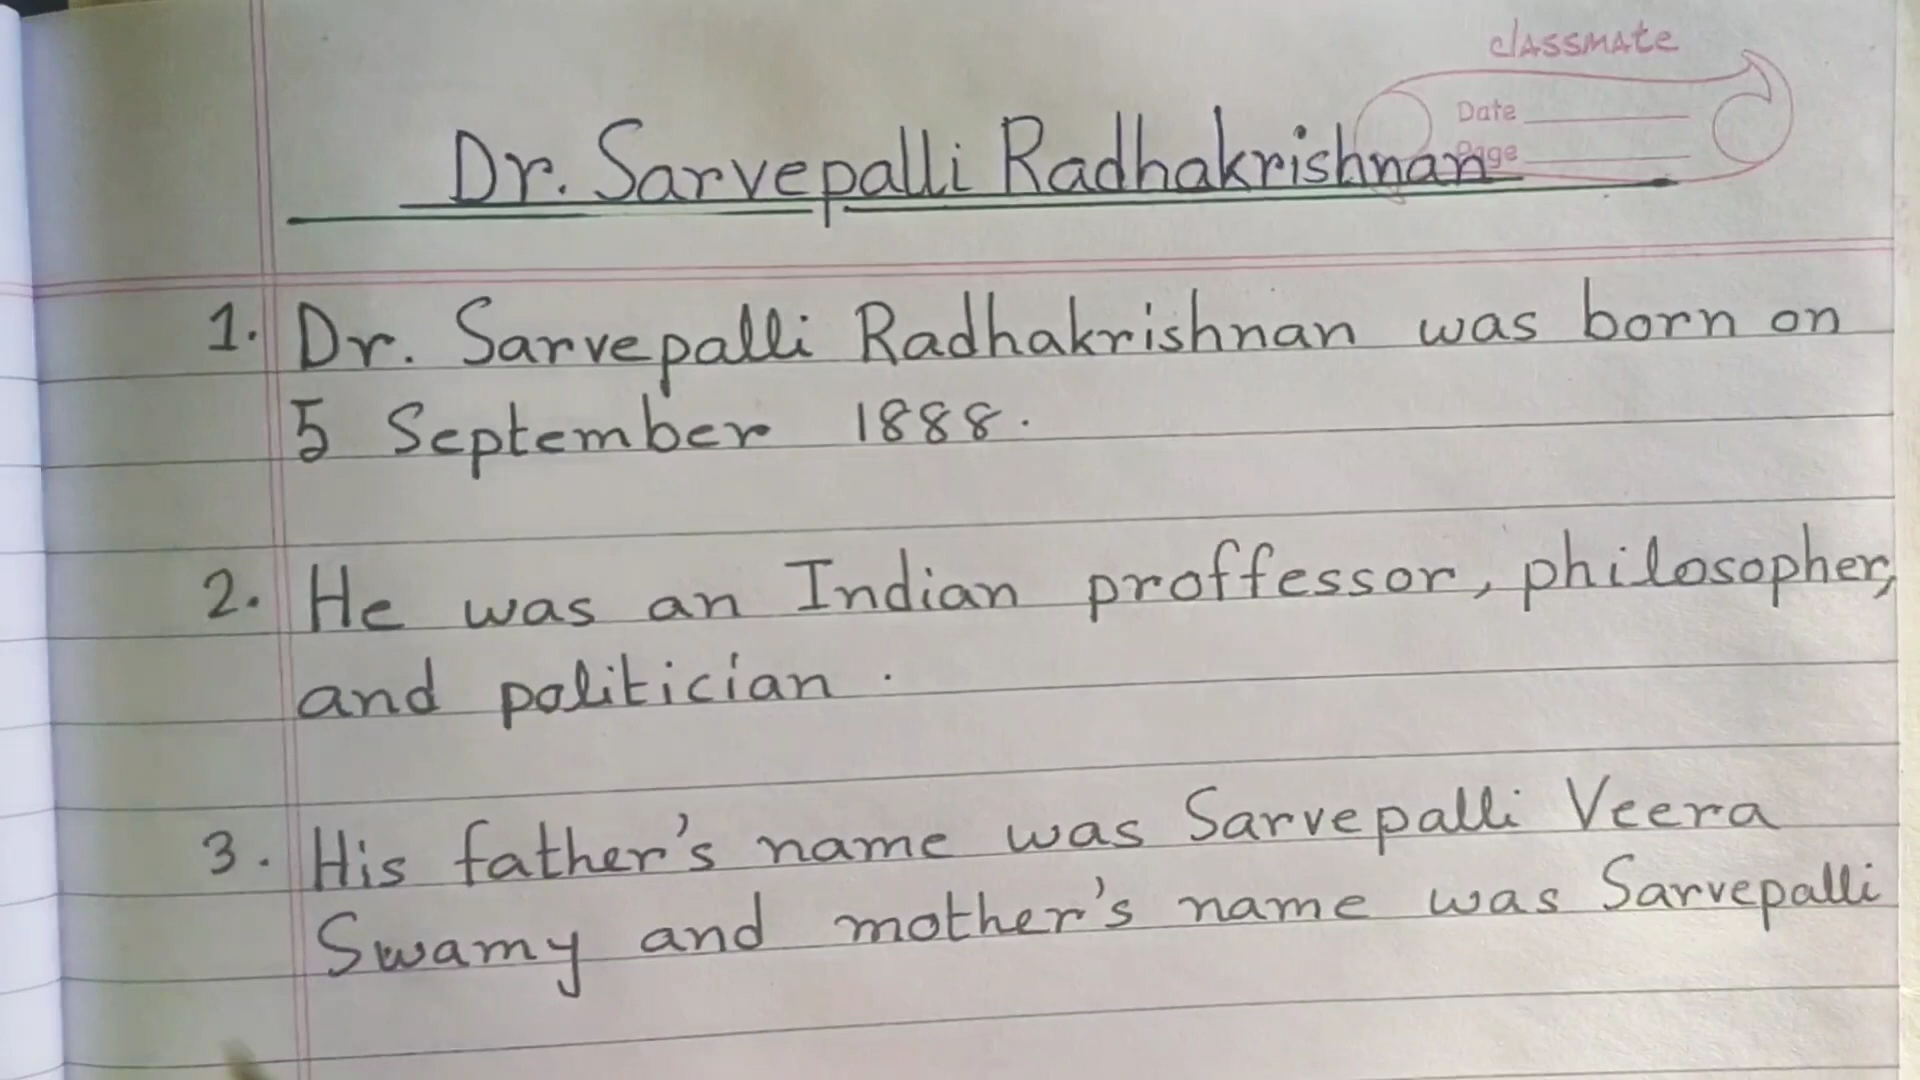 classmate
Date
Page
Dr. Sarvepalli Radhakrishnan
1. Dr. Sarvepalli Radhakrishnan was born on
5 September 1888.
2. He was an Indian proffessor, philosopher,
and politician.
3. His father's name was Sarvepalli Veera
Swamy and mother's name was Sarvepalli